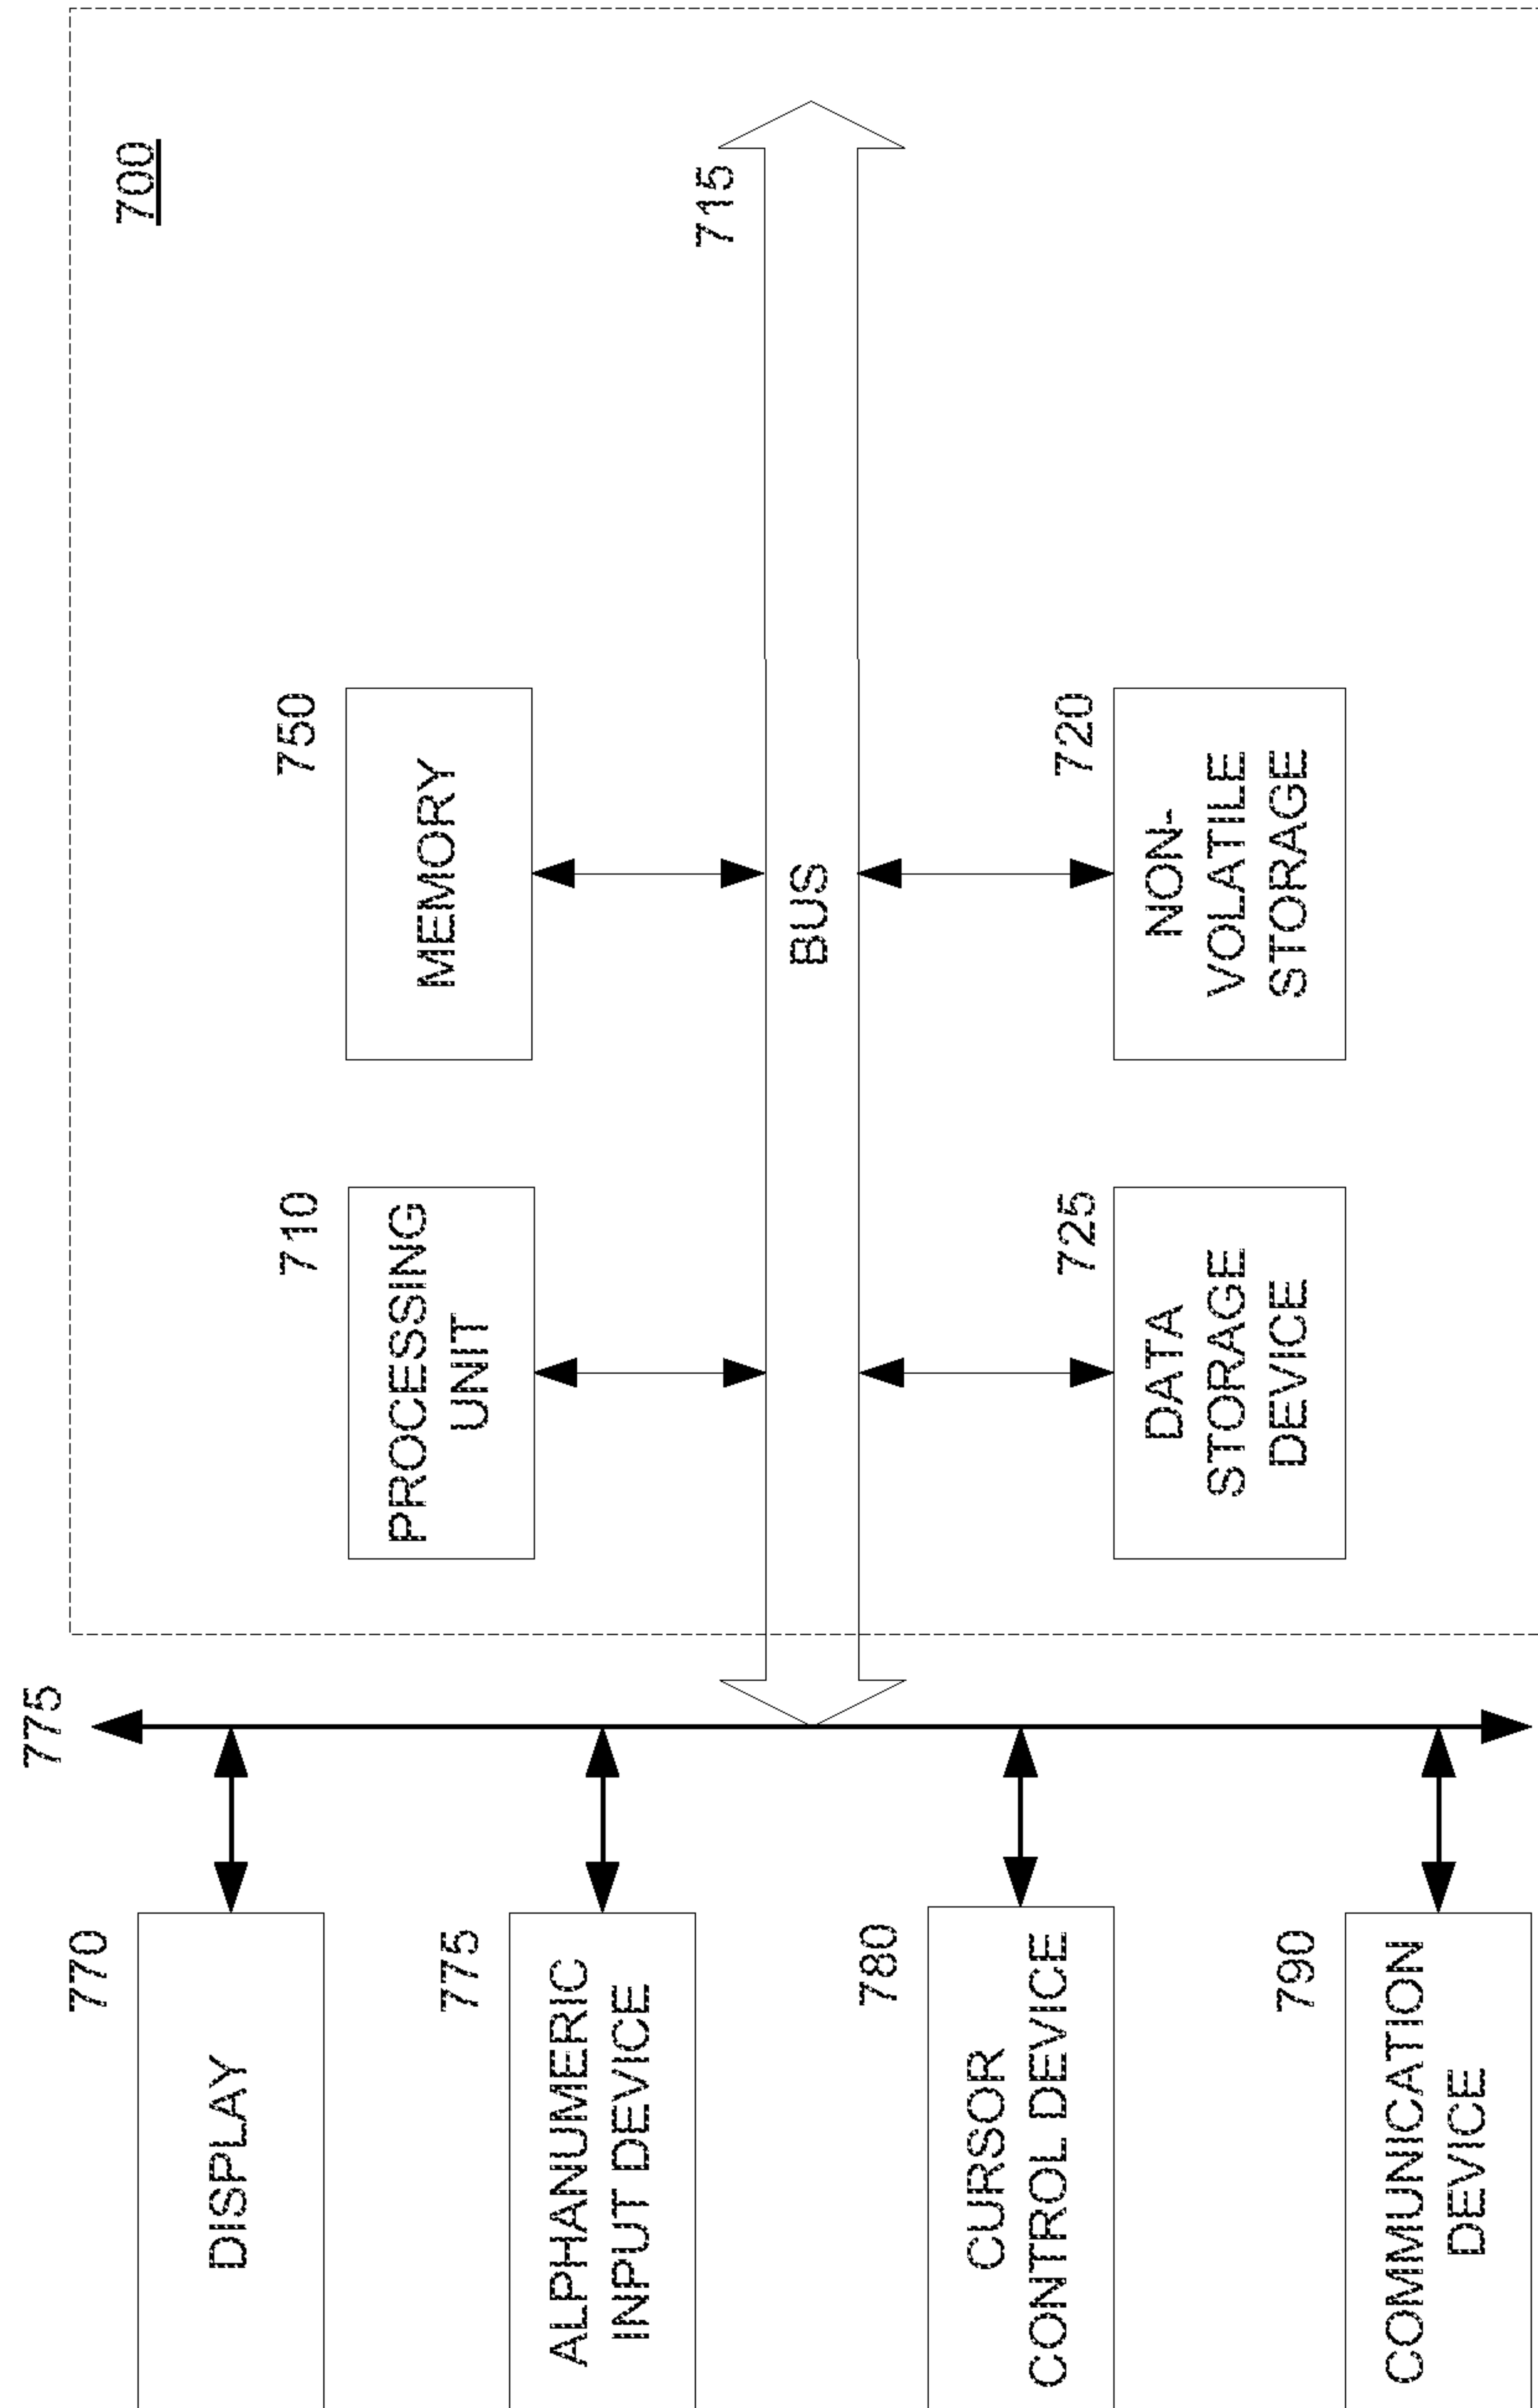 775
770
DISPLAY
775
ALPHANUMERIC
INPUT DEVICE
780
CURSOR
CONTROL DEVICE
790
COMMUNICATION
DEVICE
700
710
PROCESSING
UNIT
750
MEMORY
715
BUS
725
DATA
STORAGE
DEVICE
720
NON-
VOLATILE
STORAGE